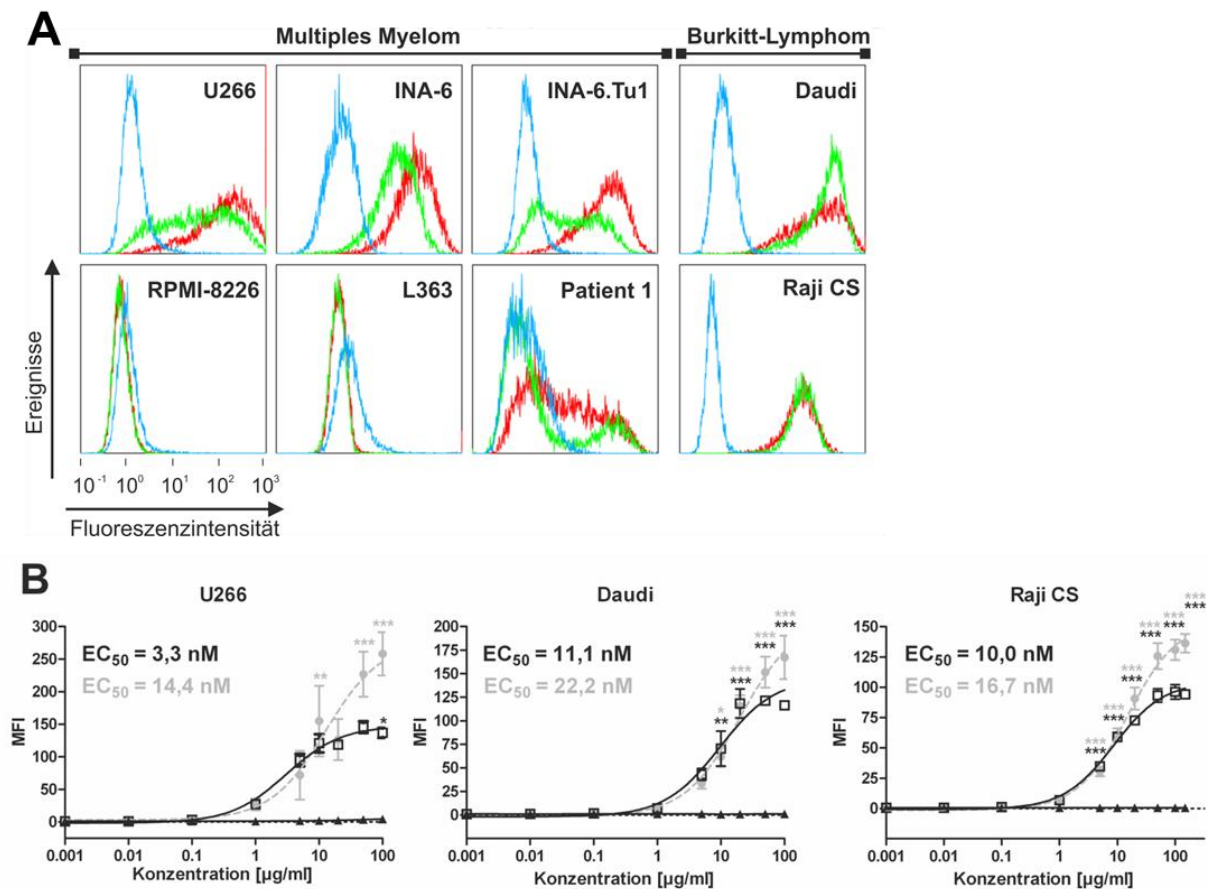 A
Multiples Myelom
Burkitt-Lymphom
U266
INA-6
INA-6.Tu1
Daudi
RPMI-8226
L363
Patient 1
Raji CS
Ereignisse
10⁻¹ 10⁰ 10¹ 10² 10³
Fluoreszenzintensität
B
U266
MFI
300
250
200
150
100
50
0
EC₅₀ = 3,3 nM
EC₅₀ = 14,4 nM
** *** ***
*
0.001 0.01 0.1 1 10 100
Konzentration [µg/ml]
Daudi
MFI
200
175
150
125
100
75
50
25
0
EC₅₀ = 11,1 nM
EC₅₀ = 22,2 nM
* *** *** ***
** *** *** ***
0.001 0.01 0.1 1 10 100
Konzentration [µg/ml]
Raji CS
MFI
150
125
100
75
50
25
0
EC₅₀ = 10,0 nM
EC₅₀ = 16,7 nM
*** *** *** *** *** ***
*** *** *** *** *** ***
0.001 0.01 0.1 1 10 100
Konzentration [µg/ml]